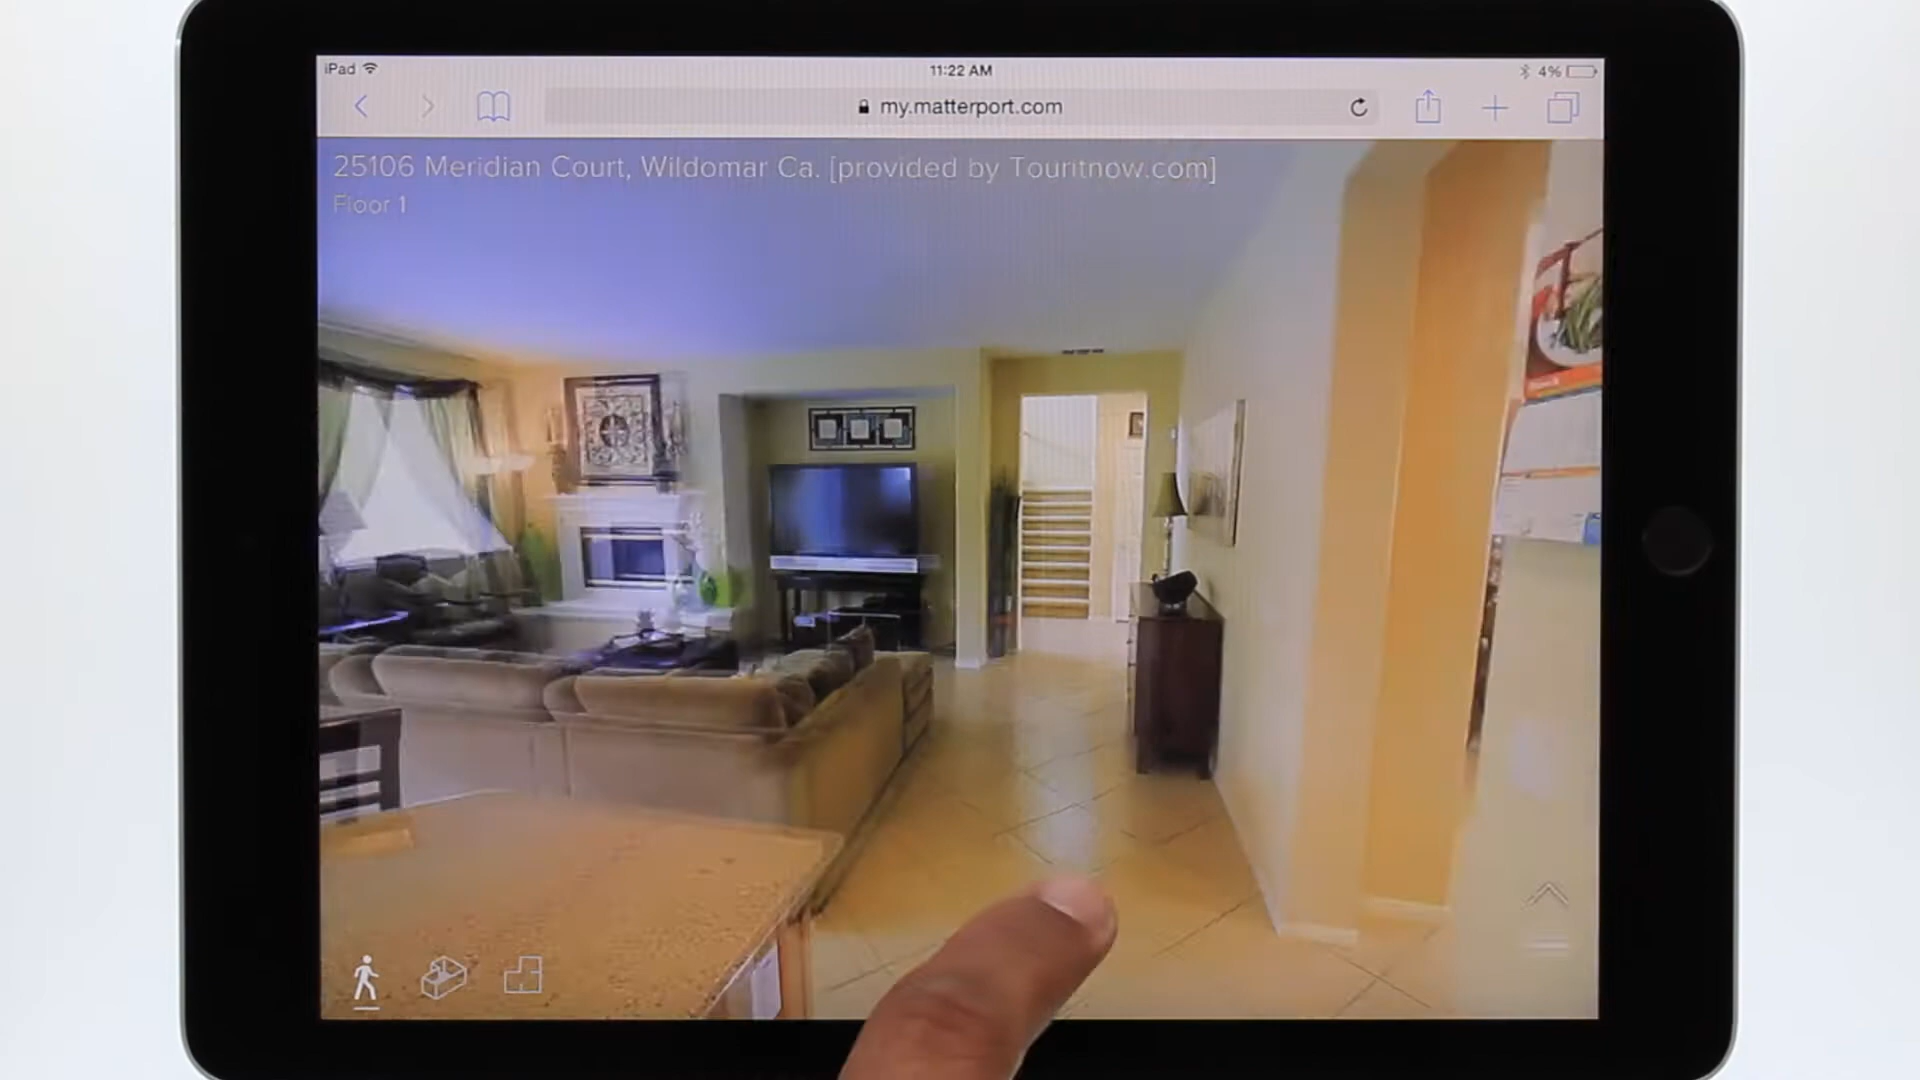 iPad
11:22 AM
4%
my.matterport.com
25106 Meridian Court, Wildomar Ca. [provided by Touritnow.com]
Floor 1